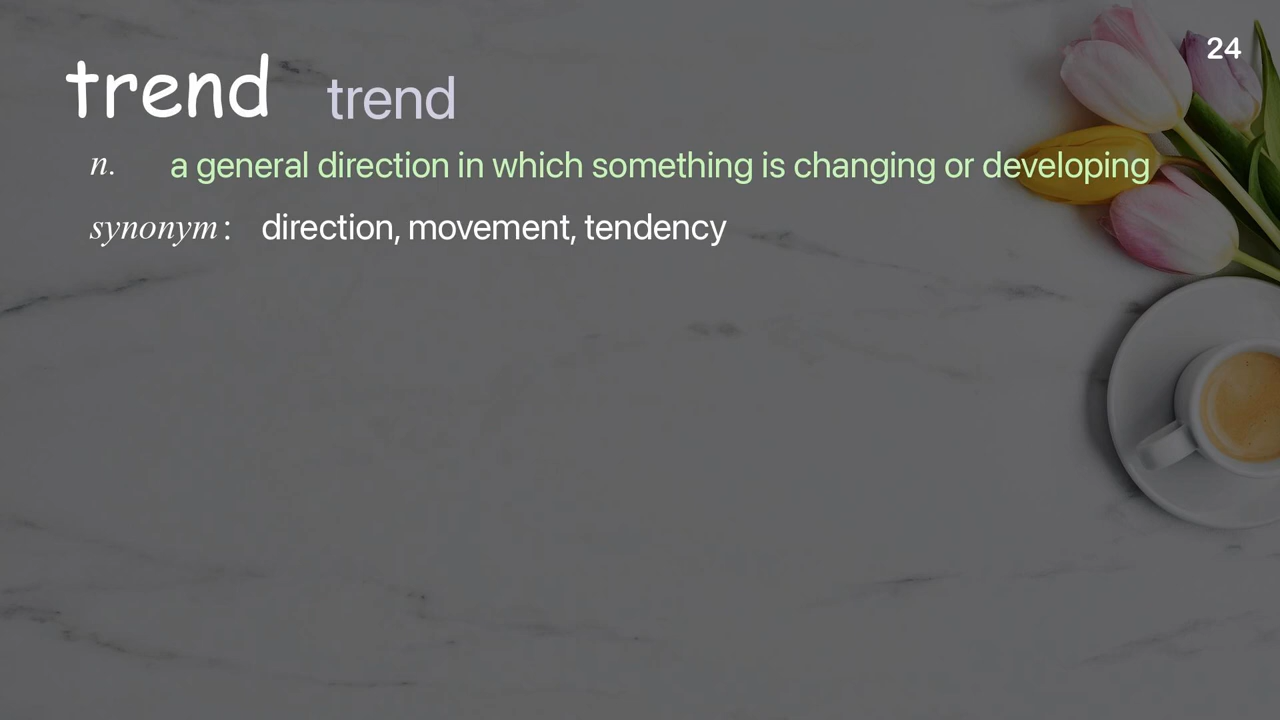 24
trend trend
n. a general direction in which something is changing or developing
synonym: direction, movement, tendency